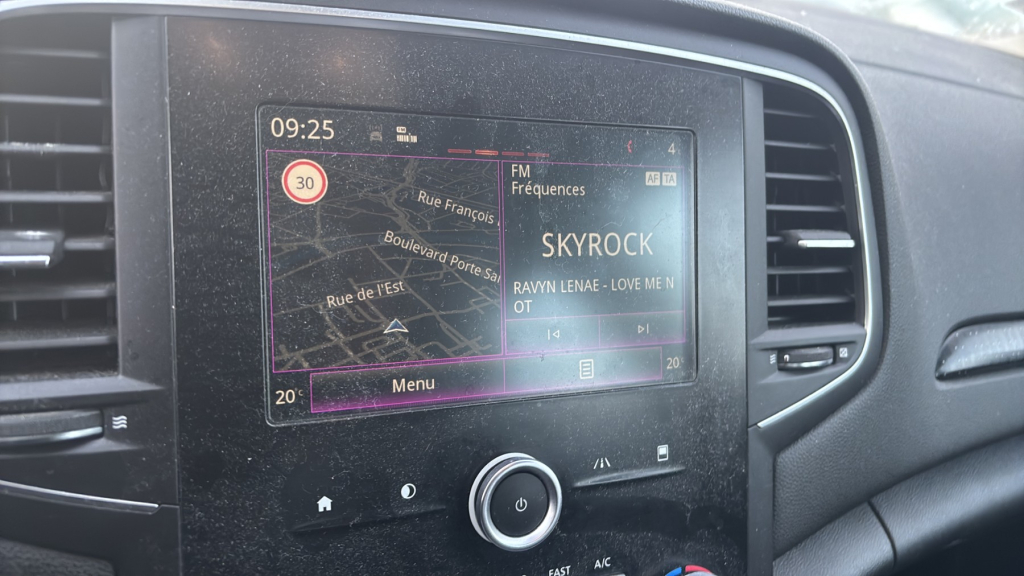 09:25
4
30
Rue François
Boulevard Porte Sai
Rue de l'Est
FM
Fréquences
AF TA
SKYROCK
RAVYN LENAE - LOVE ME N
OT
20°c
Menu
20
FAST
A/C